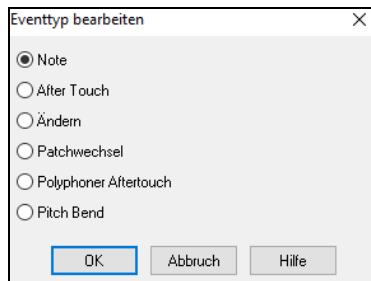 Eventtyp bearbeiten
Note
After Touch
Ändern
Patchwechsel
Polyphoner Aftertouch
Pitch Bend
OK Abbruch Hilfe